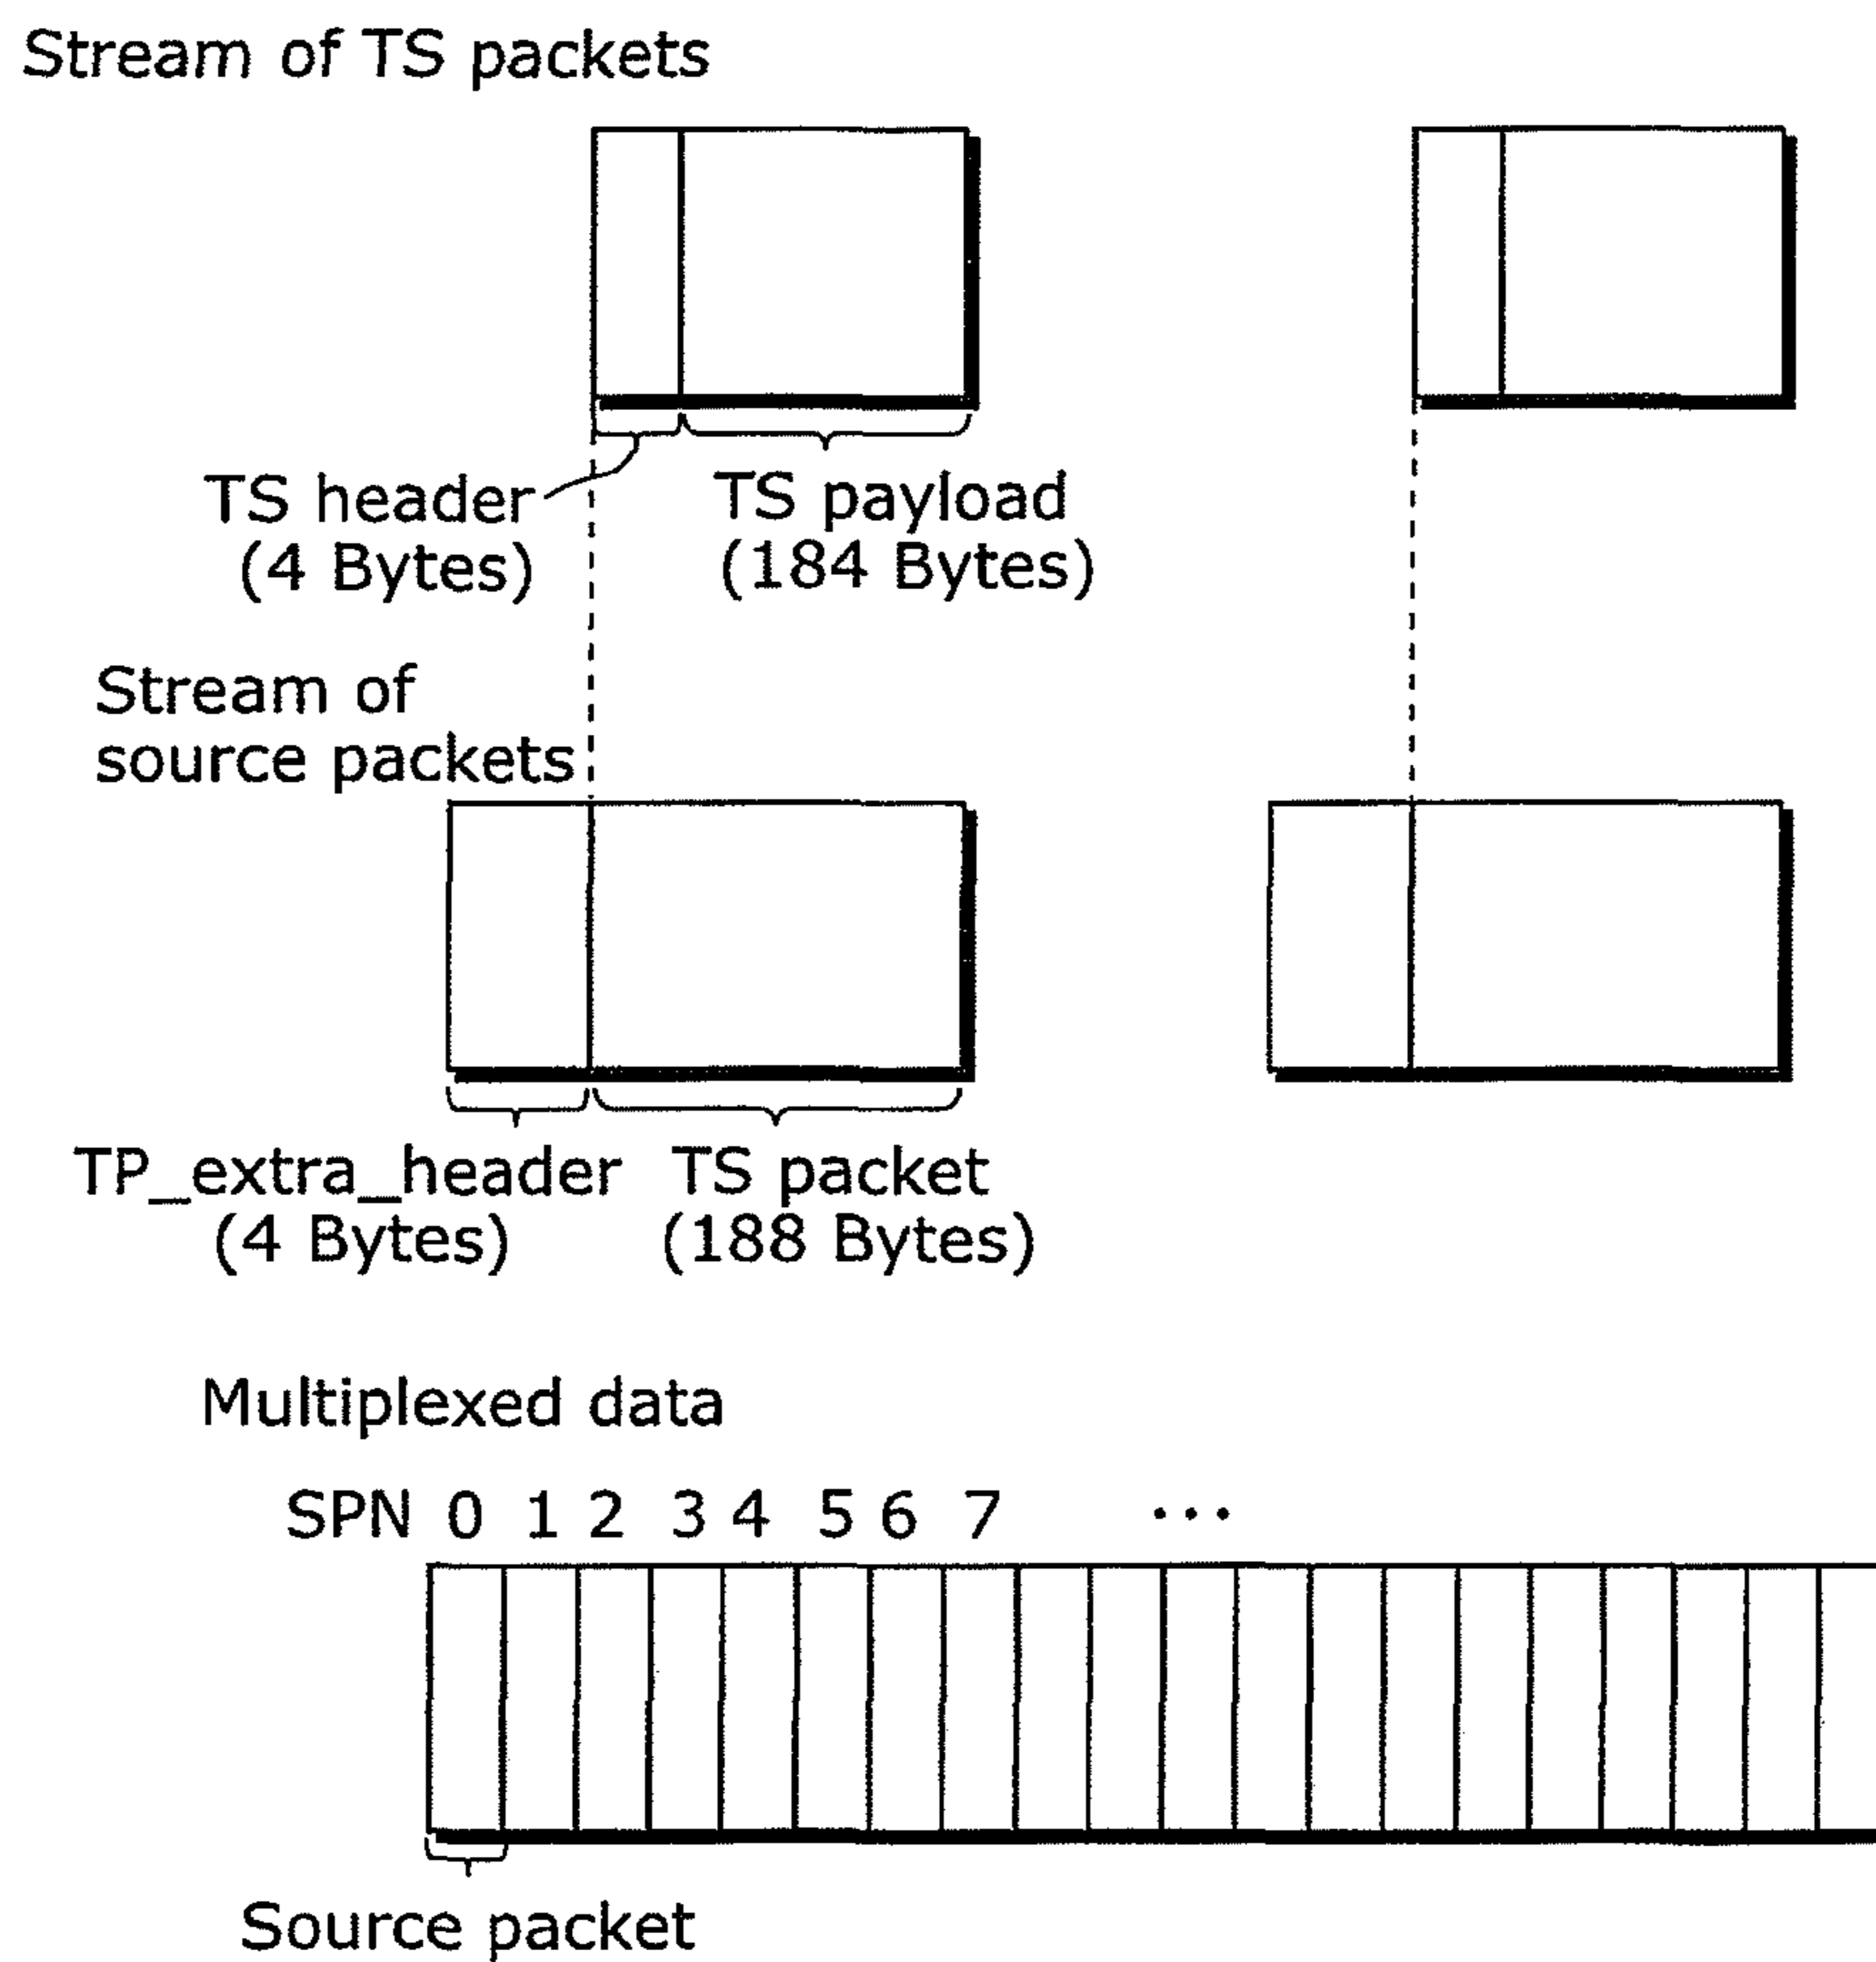 Stream of TS packets
TS header
(4 Bytes)
TS payload
(184 Bytes)
Stream of
source packets
TP_extra_header
(4 Bytes)
TS packet
(188 Bytes)
Multiplexed data
SPN 0 1 2 3 4 5 6 7 ...
Source packet